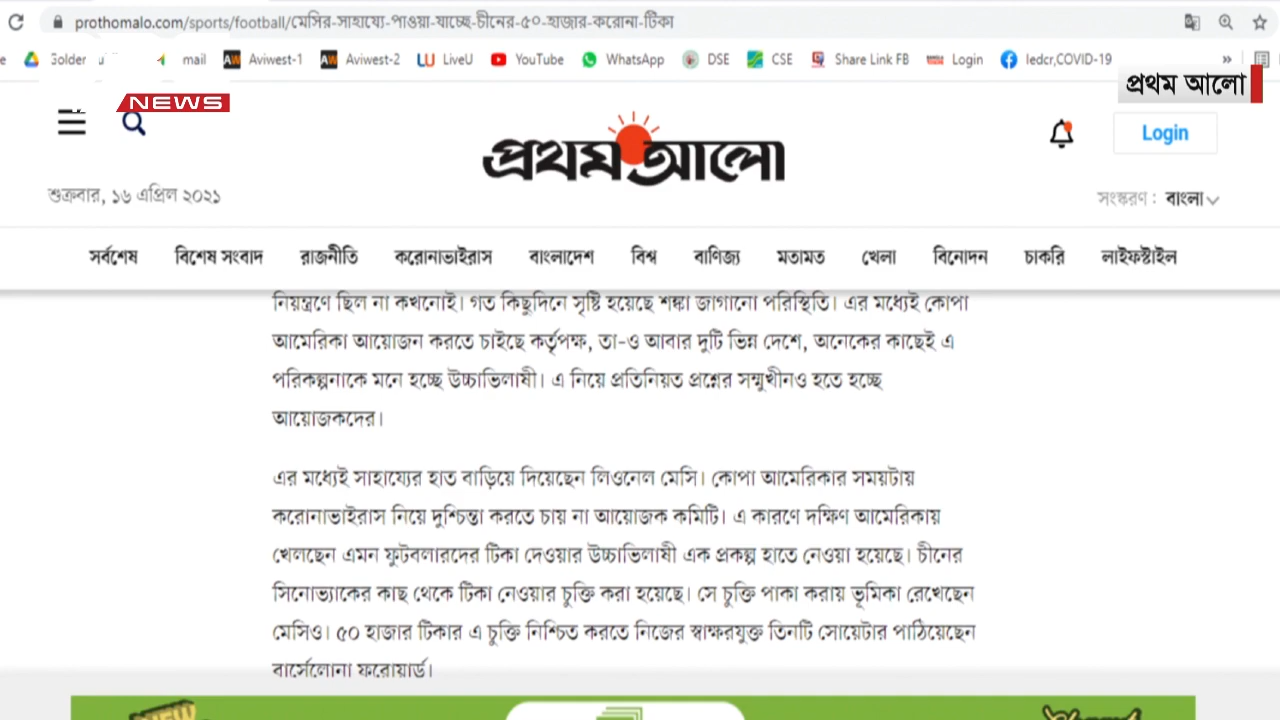 prothomalo.com/sports/football/মেসির-সাহায্যে-পাওয়া-যাচ্ছে-চীনের-৫০-হাজার-করোনা-টিকা
Golder mail Aviwest-1 Aviwest-2 LiveU YouTube WhatsApp DSE CSE Share Link FB Login Iedcr,COVID-19 »
প্রথম আলো
NEWS
প্রথম আলো
Login
শুক্রবার, ১৬ এপ্রিল ২০২১
সংস্করণ : বাংলা
সর্বশেষ বিশেষ সংবাদ রাজনীতি করোনাভাইরাস বাংলাদেশ বিশ্ব বাণিজ্য মতামত খেলা বিনোদন চাকরি লাইফস্টাইল
নিয়ন্ত্রণে ছিল না কখনোই। গত কিছুদিনে সৃষ্টি হয়েছে শঙ্কা জাগানো পরিস্থিতি। এর মধ্যেই কোপা
আমেরিকা আয়োজন করতে চাইছে কর্তৃপক্ষ, তা-ও আবার দুটি ভিন্ন দেশে, অনেকের কাছেই এ
পরিকল্পনাকে মনে হচ্ছে উচ্চাভিলাষী। এ নিয়ে প্রতিনিয়ত প্রশ্নের সম্মুখীনও হতে হচ্ছে
আয়োজকদের।
এর মধ্যেই সাহায্যের হাত বাড়িয়ে দিয়েছেন লিওনেল মেসি। কোপা আমেরিকার সময়টায়
করোনাভাইরাস নিয়ে দুশ্চিন্তা করতে চায় না আয়োজক কমিটি। এ কারণে দক্ষিণ আমেরিকায়
খেলছেন এমন ফুটবলারদের টিকা দেওয়ার উচ্চাভিলাষী এক প্রকল্প হাতে নেওয়া হয়েছে। চীনের
সিনোভ্যাকের কাছ থেকে টিকা নেওয়ার চুক্তি করা হয়েছে। সে চুক্তি পাকা করায় ভূমিকা রেখেছেন
মেসিও। ৫০ হাজার টিকার এ চুক্তি নিশ্চিত করতে নিজের স্বাক্ষরযুক্ত তিনটি সোয়েটার পাঠিয়েছেন
বার্সেলোনা ফরোয়ার্ড।